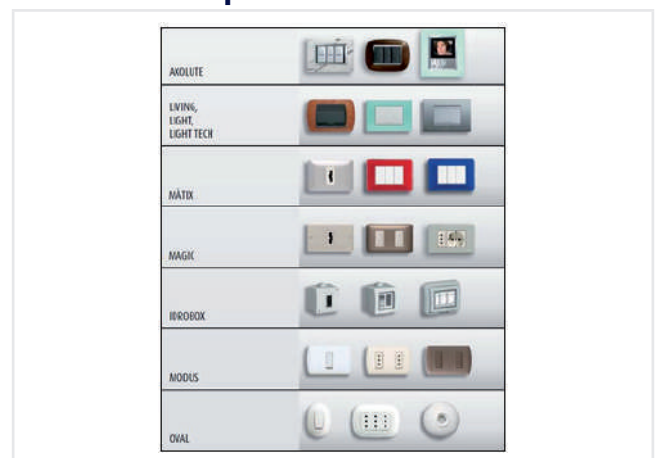 AXOLUTE
LIVING,
LIGHT,
LIGHT TECH
MÀTIX
MAGIC
IDROBOX
MODUS
OVAL